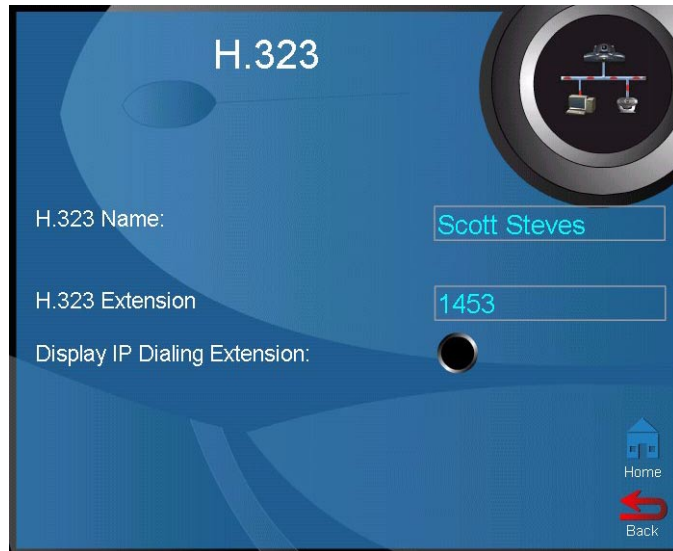 H.323
H.323 Name: Scott Steves
H.323 Extension 1453
Display IP Dialing Extension:
Home
Back